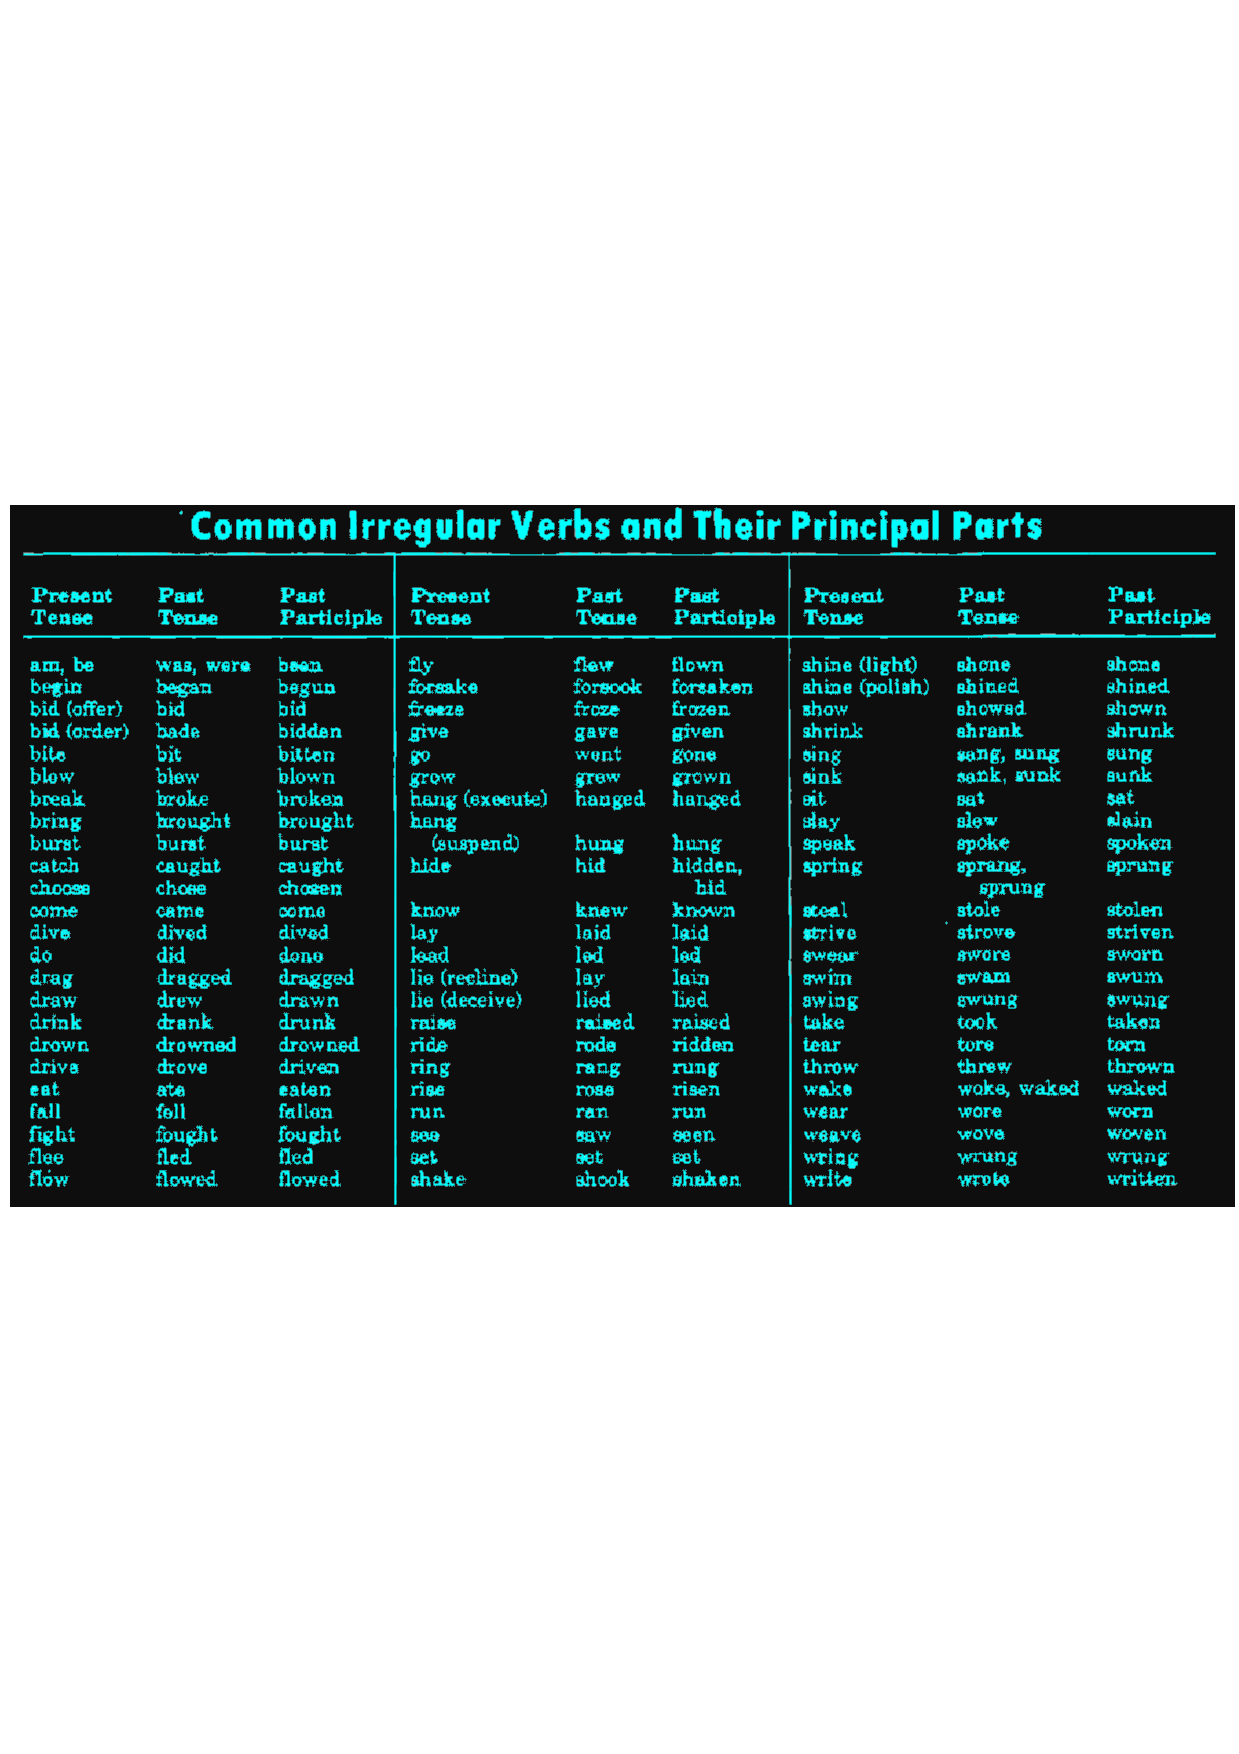 Common Irregular Verbs and Their Principal Parts
Present Tense Past Tense Past Participle
am, be was, were been
begin began begun
bid (offer) bid bid
bid (order) bade bidden
bite bit bitten
blow blew blown
break broke broken
bring brought brought
burst burst burst
catch caught caught
choose chose chosen
come came come
dive dived dived
do did done
drag dragged dragged
draw drew drawn
drink drank drunk
drown drowned drowned
drive drove driven
eat ate eaten
fall fell fallen
fight fought fought
flee fled fled
flow flowed flowed
Present Tense Past Tense Past Participle
fly flew flown
forsake forsook forsaken
freeze froze frozen
give gave given
go went gone
grow grew grown
hang (execute) hanged hanged
hang
(suspend) hung hung
hide hid hidden,
hid
know knew known
lay laid laid
lead led led
lie (recline) lay lain
lie (deceive) lied lied
raise raised raised
ride rode ridden
ring rang rung
rise rose risen
run ran run
see saw seen
set set set
shake shook shaken
Present Tense Past Tense Past Participle
shine (light) shone shone
shine (polish) shined shined
show showed shown
shrink shrank shrunk
sing sang, sung sung
sink sank, sunk sunk
sit sat sat
slay slew slain
speak spoke spoken
spring sprang, sprung
sprung
steal stole stolen
strive strove striven
swear swore sworn
swim swam swum
swing swung swung
take took taken
tear tore torn
throw threw thrown
wake woke, waked waked
wear wore worn
weave wove woven
wring wrung wrung
write wrote written